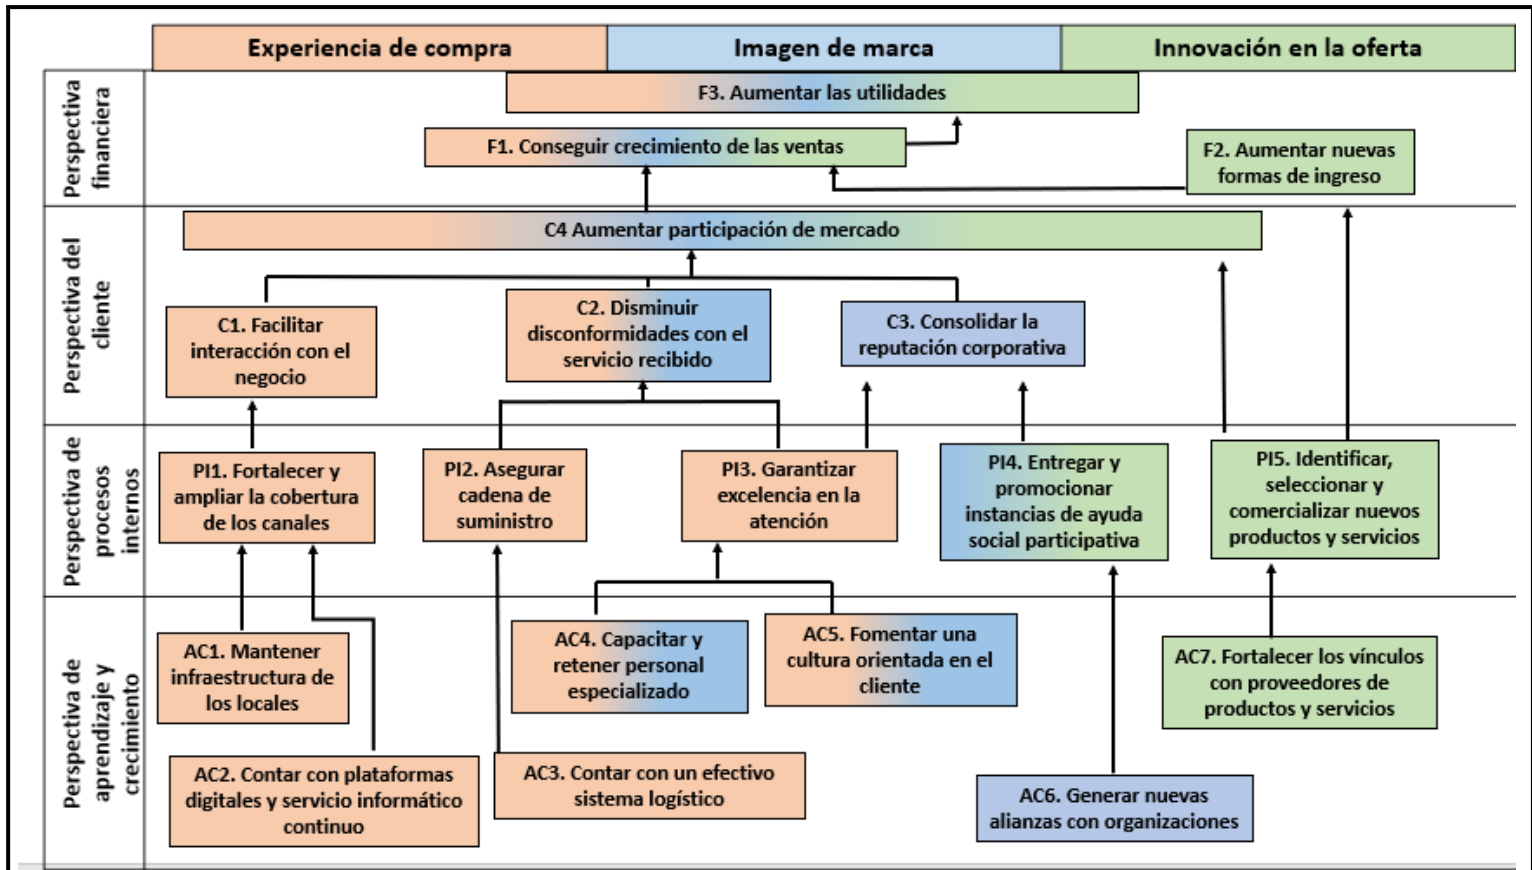 Experiencia de compra
Imagen de marca
Innovación en la oferta
Perspectiva
financiera
F3. Aumentar las utilidades
F1. Conseguir crecimiento de las ventas
F2. Aumentar nuevas
formas de ingreso
Perspectiva del
cliente
C4 Aumentar participación de mercado
C1. Facilitar
interacción con el
negocio
C2. Disminuir
disconformidades con el
servicio recibido
C3. Consolidar la
reputación corporativa
Perspectiva de
procesos
internos
PI1. Fortalecer y
ampliar la cobertura
de los canales
PI2. Asegurar
cadena de
suministro
PI3. Garantizar
excelencia en la
atención
PI4. Entregar y
promocionar
instancias de ayuda
social participativa
PI5. Identificar,
seleccionar y
comercializar nuevos
productos y servicios
Perspectiva de
aprendizaje y
crecimiento
AC1. Mantener
infraestructura de
los locales
AC4. Capacitar y
retener personal
especializado
AC5. Fomentar una
cultura orientada en el
cliente
AC7. Fortalecer los vínculos
con proveedores de
productos y servicios
AC2. Contar con plataformas
digitales y servicio informático
continuo
AC3. Contar con un efectivo
sistema logístico
AC6. Generar nuevas
alianzas con organizaciones